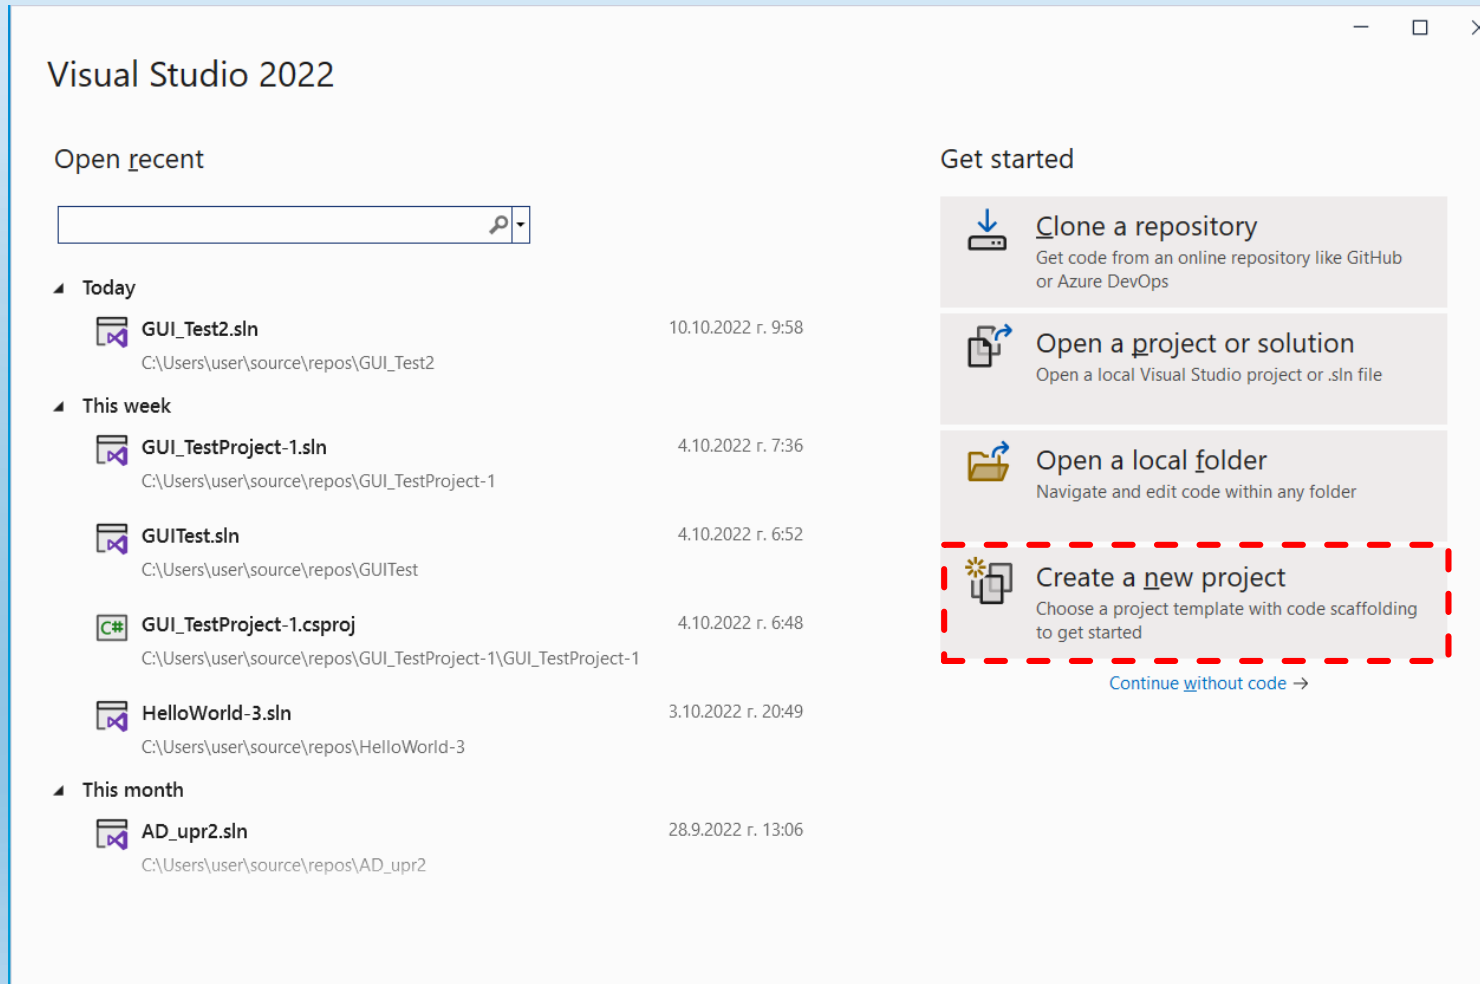 Visual Studio 2022
Open recent
Today
GUI_Test2.sln 10.10.2022 г. 9:58
C:\Users\user\source\repos\GUI_Test2
This week
GUI_TestProject-1.sln 4.10.2022 г. 7:36
C:\Users\user\source\repos\GUI_TestProject-1
GUITest.sln 4.10.2022 г. 6:52
C:\Users\user\source\repos\GUITest
C# GUI_TestProject-1.csproj 4.10.2022 г. 6:48
C:\Users\user\source\repos\GUI_TestProject-1\GUI_TestProject-1
HelloWorld-3.sln 3.10.2022 г. 20:49
C:\Users\user\source\repos\HelloWorld-3
This month
AD_upr2.sln 28.9.2022 г. 13:06
C:\Users\user\source\repos\AD_upr2
Get started
Clone a repository
Get code from an online repository like GitHub
or Azure DevOps
Open a project or solution
Open a local Visual Studio project or .sln file
Open a local folder
Navigate and edit code within any folder
Create a new project
Choose a project template with code scaffolding
to get started
Continue without code →